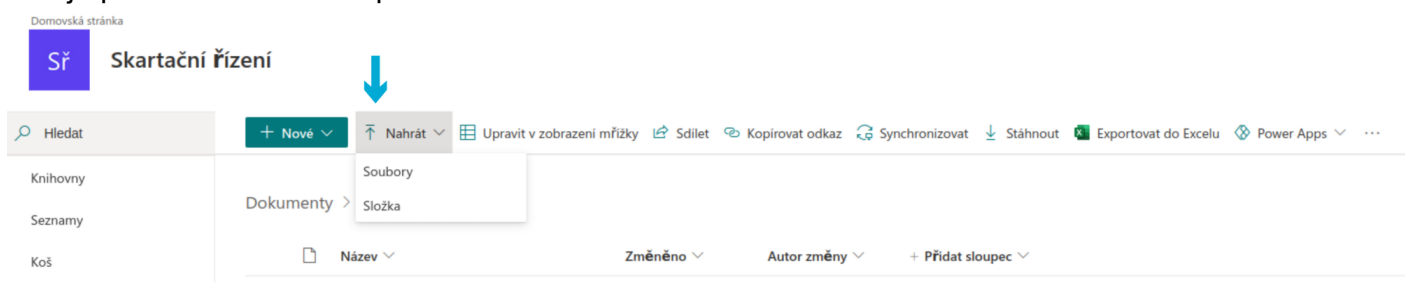 Domovská stránka
Sř
Skartační řízení
Hledat
+ Nové
Nahrát
Upravit v zobrazení mřížky
Sdílet
Kopírovat odkaz
Synchronizovat
Stáhnout
Exportovat do Excelu
Power Apps
···
Knihovny
Soubory
Dokumenty >
Složka
Seznamy
Název
Změněno
Autor změny
+ Přidat sloupec
Koš